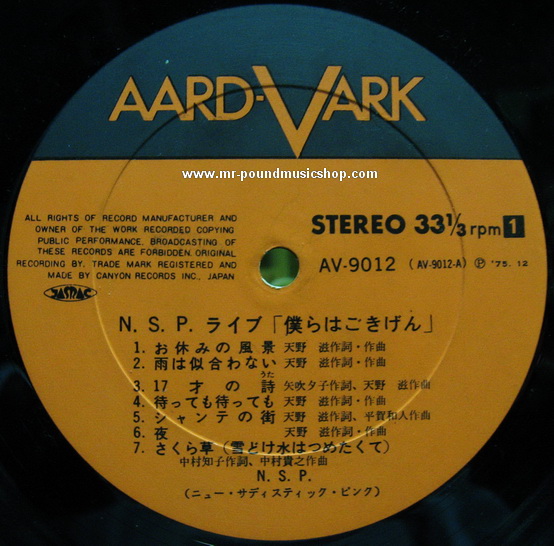 AARD-VARK
www.mr-poundmusicshop.com
ALL RIGHTS OF RECORD MANUFACTURER AND
OWNER OF THE WORK RECORDED COPYING
PUBLIC PERFORMANCE, BROADCASTING OF
THESE RECORDS ARE FORBIDDEN. ORIGINAL
RECORDING BY. TRADE MARK REGISTERED AND
MADE BY CANYON RECORDS INC., JAPAN
JASRAC
STEREO 33 1/3 rpm 1
AV-9012 (AV-9012-A) Ⓟ '75. 12
N. S. P. ライブ「僕らはごきげん」
1. お休みの風景 天野 滋作詞・作曲
2. 雨は似合わない 天野 滋作詞・作曲
うた
3. 17才の詩 矢吹夕子作詞、天野 滋作曲
4. 待っても待っても 天野 滋作詞・作曲
5. シャンテの街 天野 滋作詞、平賀和人作曲
6. 夜 天野 滋作詞・作曲
7. さくら草(雪どけ水はつめたくて)
中村知子作詞、中村貴之作曲
N. S. P.
(ニュー・サディスティック・ピンク)